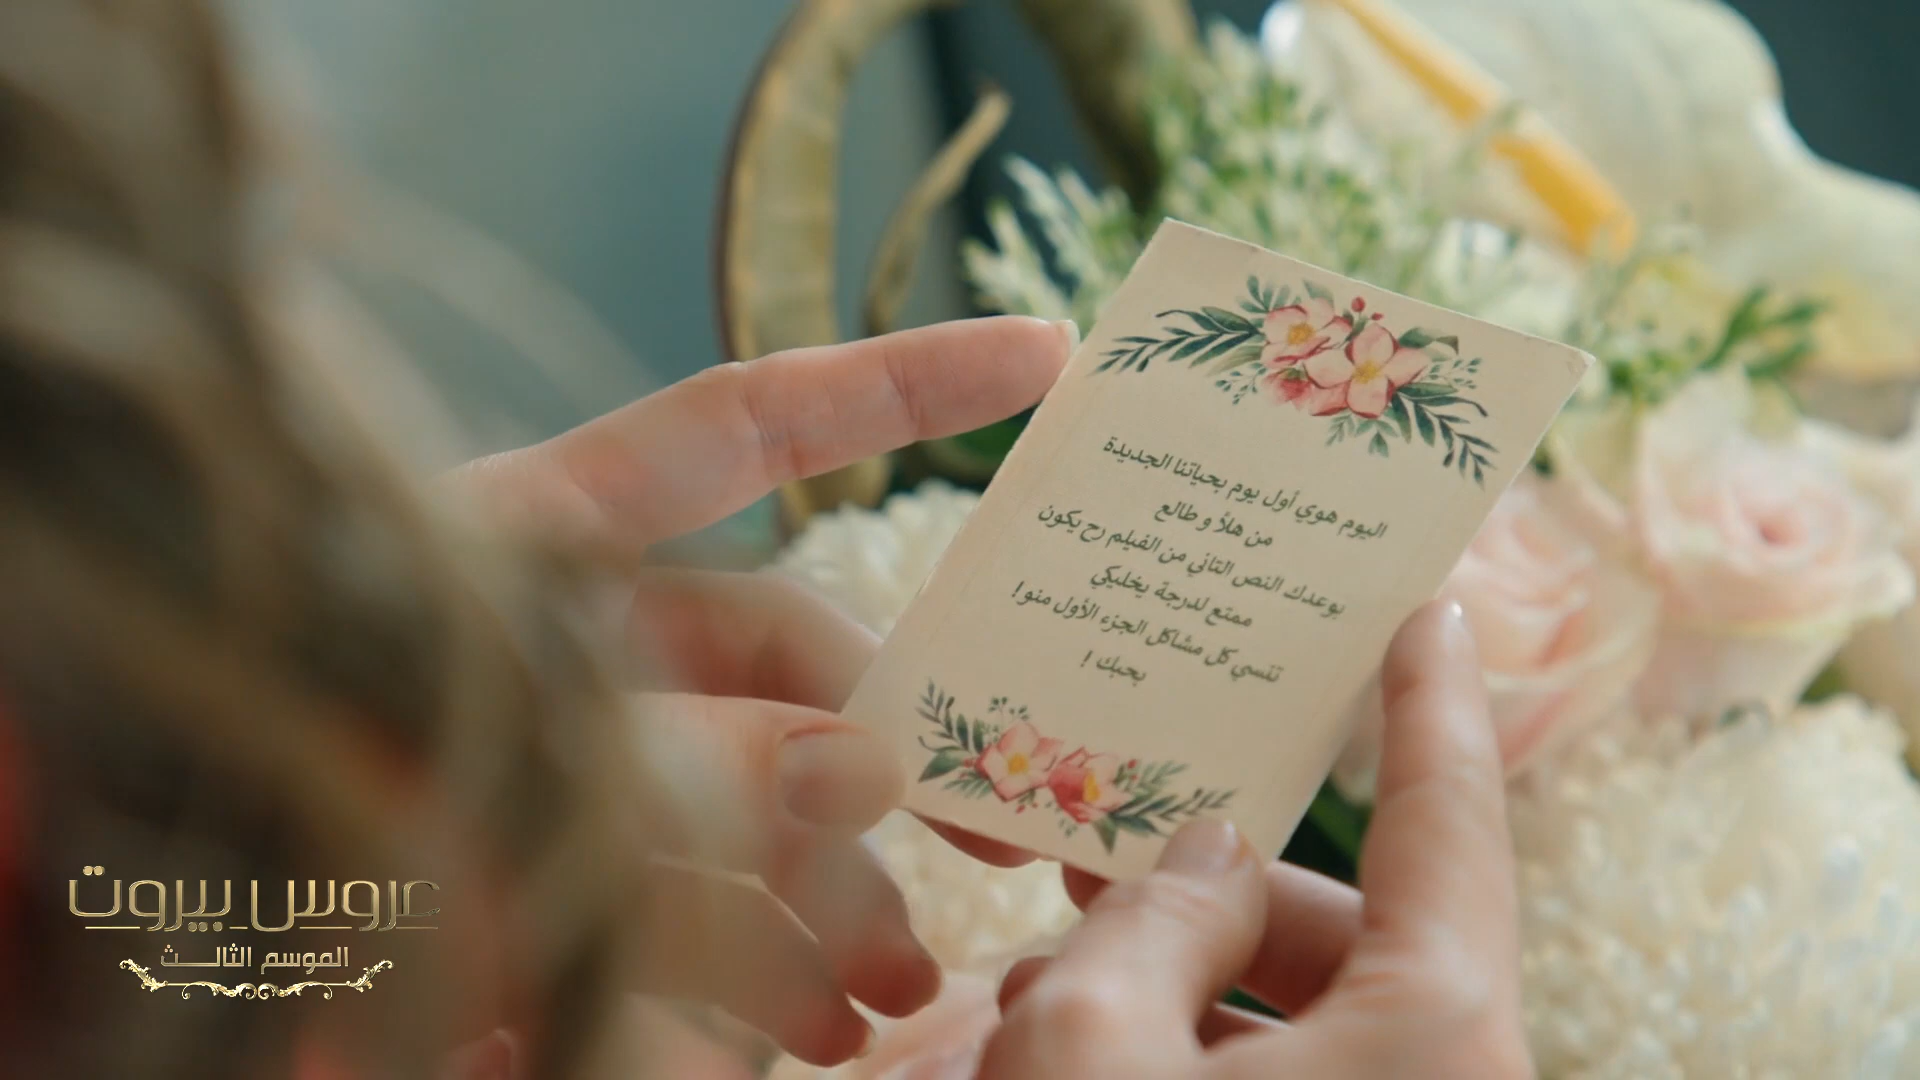 اليوم هوي أول يوم بحياتنا الجديدة
من هلأ و طالع
بوعدك النص التاني من الفيلم رح يكون
ممتع لدرجة يخليكي
تنسي كل مشاكل الجزء الأول منو !
بحبك !
عروس بيروت
الموسم الثالث